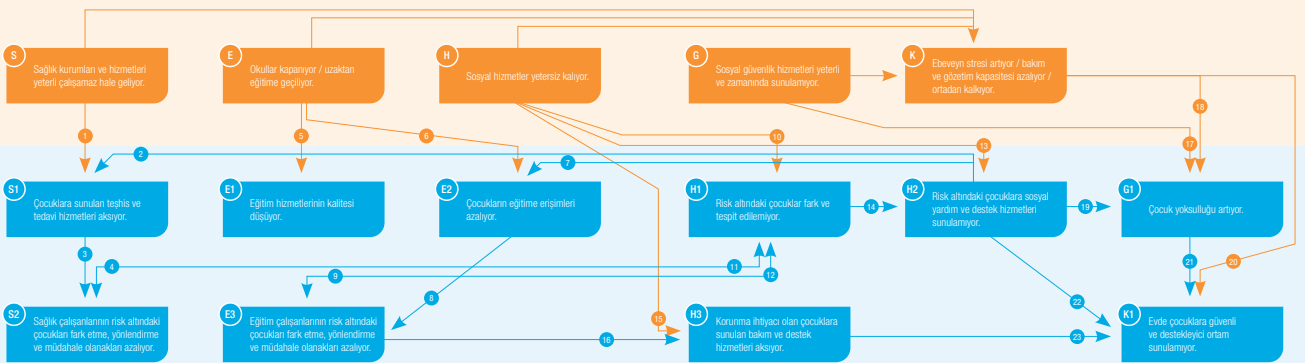 S
Sağlık kurumları ve hizmetleri
yeterli çalışamaz hale geliyor.
E
Okullar kapanıyor / uzaktan
eğitime geçiliyor.
H
Sosyal hizmetler yetersiz kalıyor.
G
Sosyal güvenlik hizmetleri yeterli
ve zamanında sunulamıyor.
K
Ebeveyn stresi artıyor / bakım
ve gözetim kapasitesi azalıyor /
ortadan kalkıyor.
18
1
5
6
10
13
17
2
7
S1
Çocuklara sunulan teşhis ve
tedavi hizmetleri aksıyor.
E1
Eğitim hizmetlerinin kalitesi
düşüyor.
E2
Çocukların eğitime erişimleri
azalıyor.
H1
Risk altındaki çocuklar fark ve
tespit edilemiyor.
14
H2
Risk altındaki çocuklara sosyal
yardım ve destek hizmetleri
sunulamıyor.
19
G1
Çocuk yoksulluğu artıyor.
3
4
9
8
11
12
21
20
22
15
S2
Sağlık çalışanlarının risk altındaki
çocukları fark etme, yönlendirme
ve müdahale olanakları azalıyor.
E3
Eğitim çalışanlarının risk altındaki
çocukları fark etme, yönlendirme
ve müdahale olanakları azalıyor.
16
H3
Korunma ihtiyacı olan çocuklara
sunulan bakım ve destek
hizmetleri aksıyor.
23
K1
Evde çocuklara güvenli
ve destekleyici ortam
sunulamıyor.